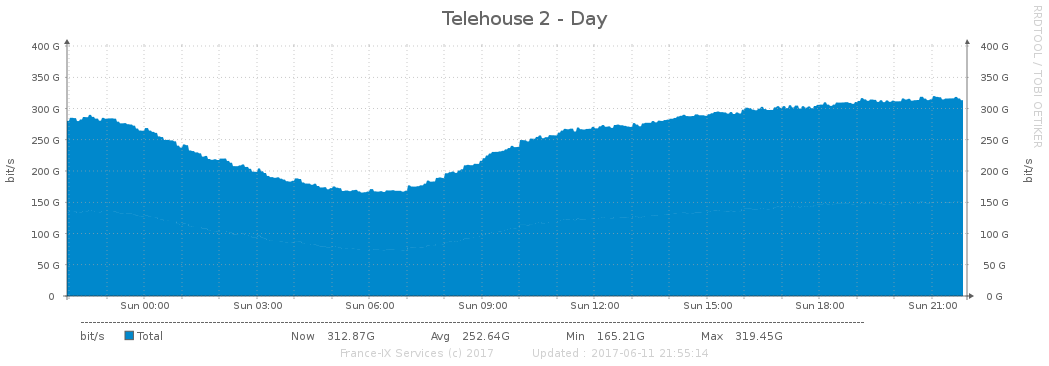 Telehouse 2 - Day
RRDTOOL / TOBI OETIKER
400 G 400 G
350 G 350 G
300 G 300 G
250 G 250 G
200 G 200 G
150 G 150 G
100 G 100 G
50 G 50 G
0 0 G
bit/s bit/s
Sun 00:00 Sun 03:00 Sun 06:00 Sun 09:00 Sun 12:00 Sun 15:00 Sun 18:00 Sun 21:00
bit/s Total Now 312.87G Avg 252.64G Min 165.21G Max 319.45G
France-IX Services (c) 2017 Updated : 2017-06-11 21:55:14